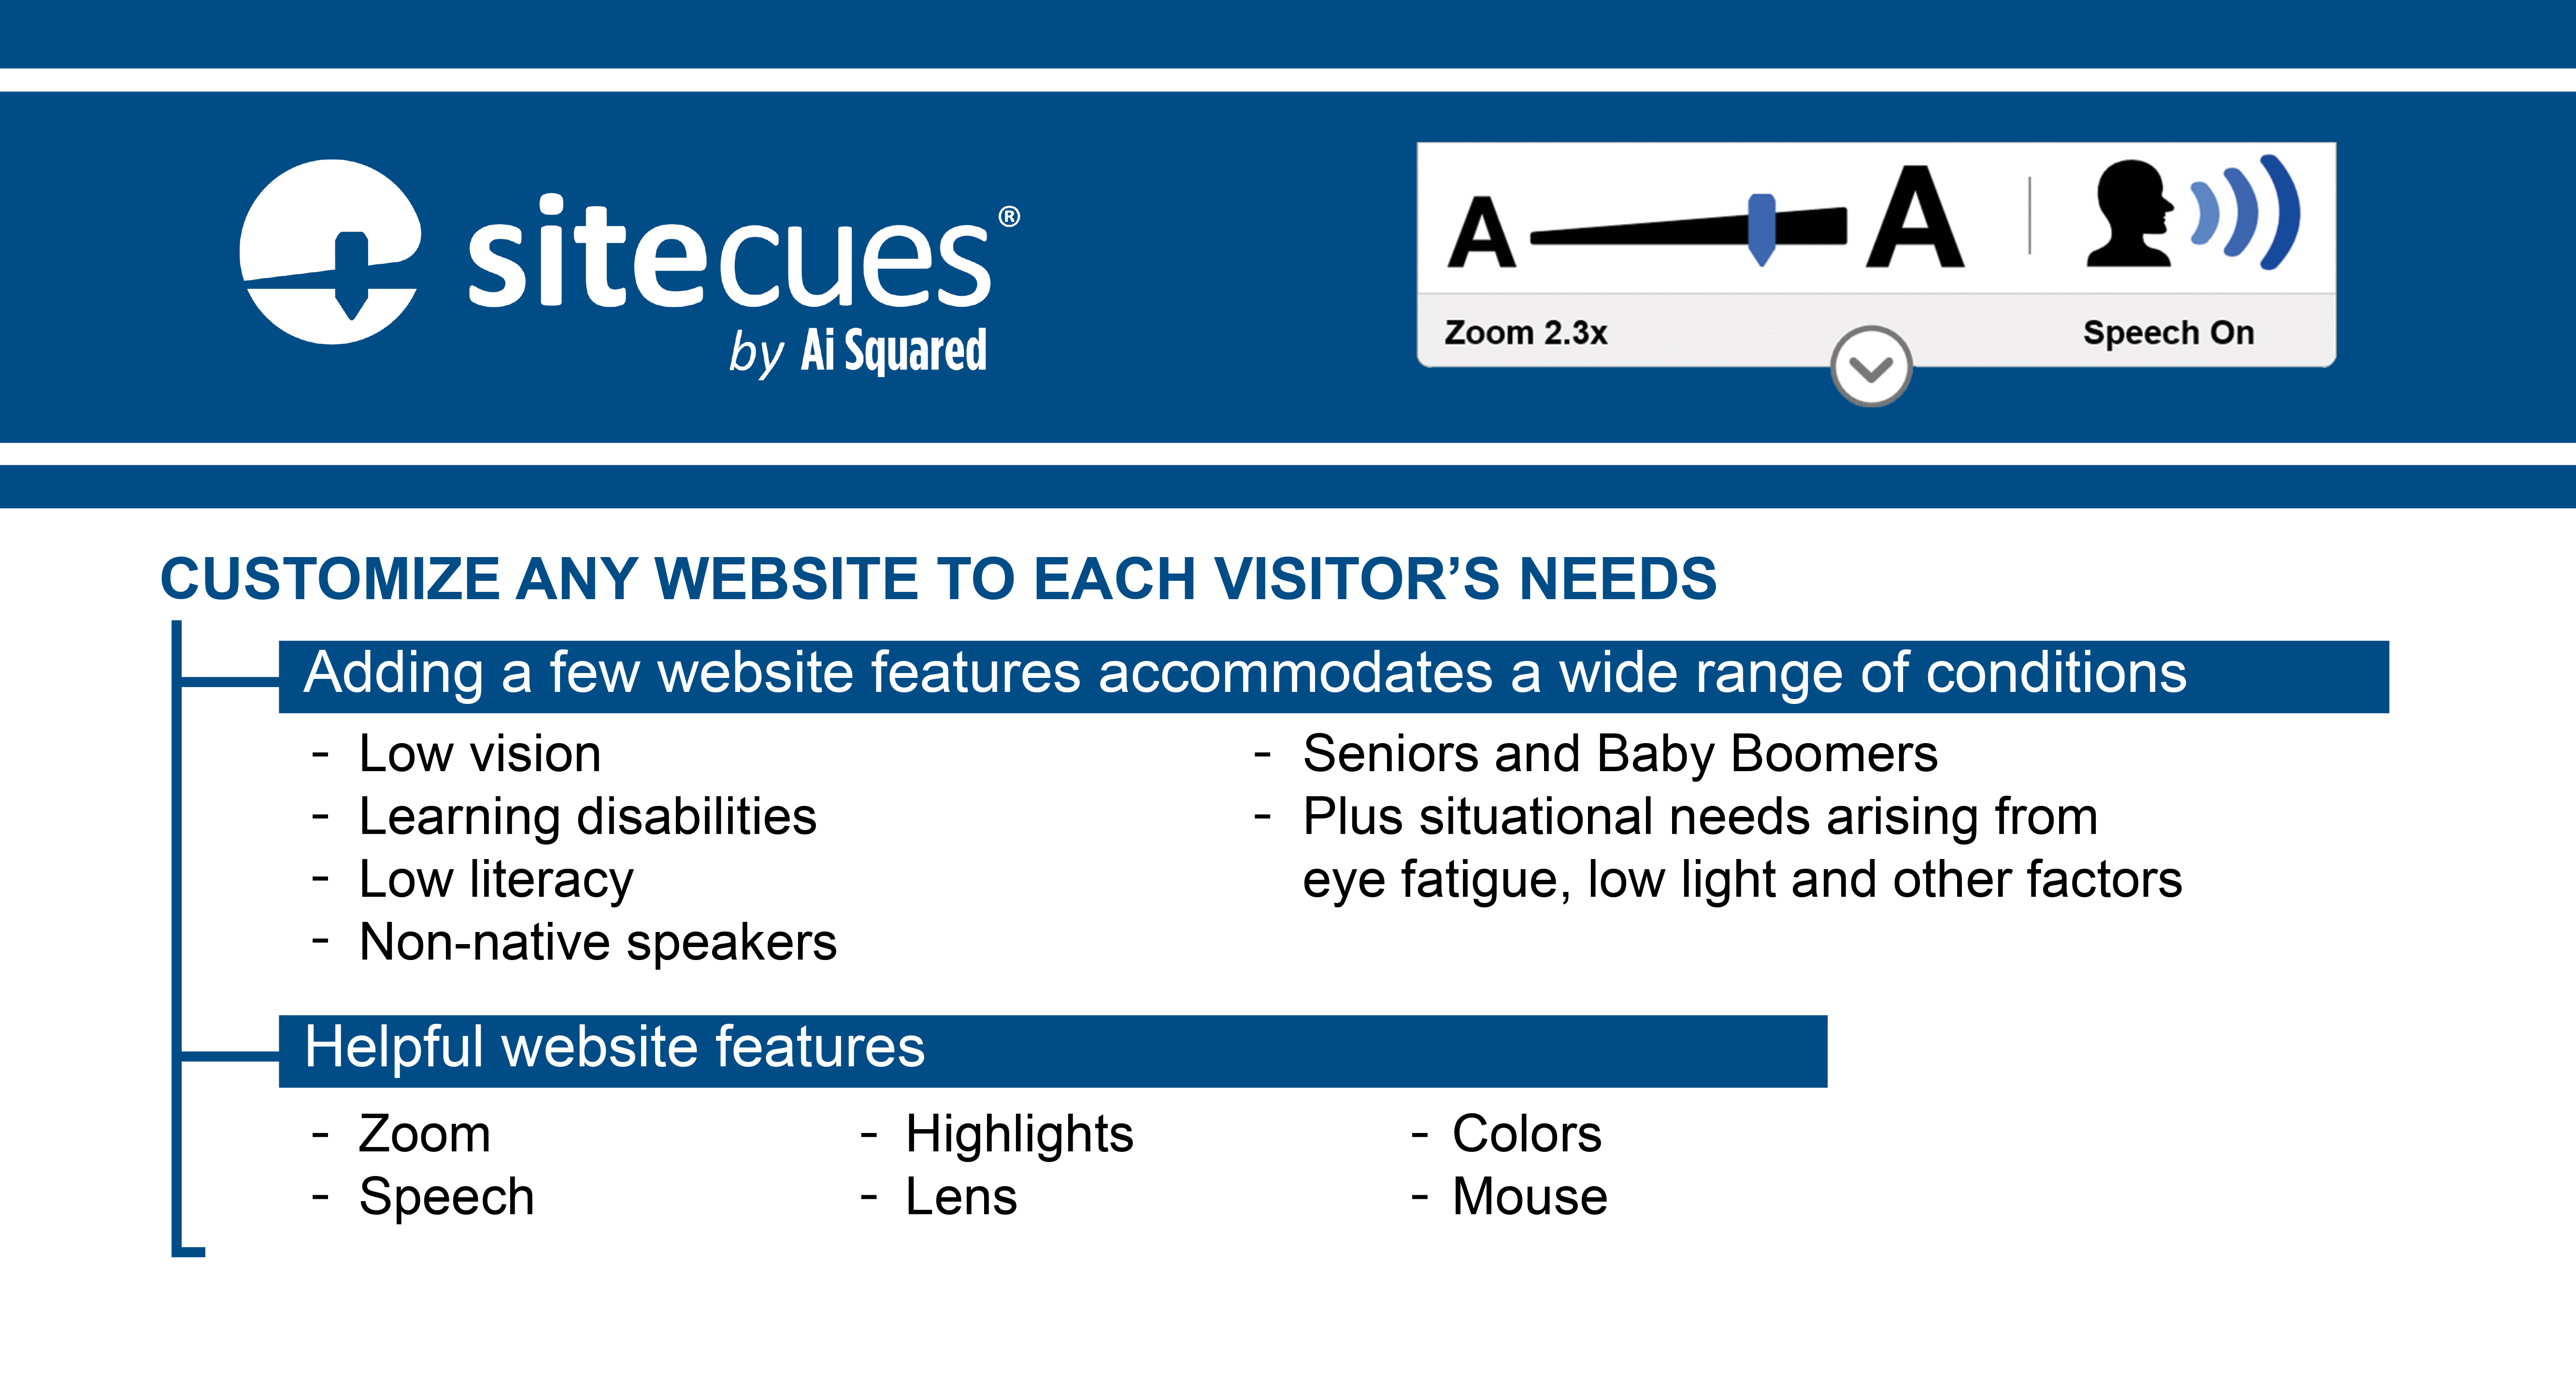 sitecues®
by Ai Squared
A A
Zoom 2.3x
Speech On
CUSTOMIZE ANY WEBSITE TO EACH VISITOR’S NEEDS
Adding a few website features accommodates a wide range of conditions
- Low vision
- Learning disabilities
- Low literacy
- Non-native speakers
- Seniors and Baby Boomers
- Plus situational needs arising from
eye fatigue, low light and other factors
Helpful website features
- Zoom
- Speech
- Highlights
- Lens
- Colors
- Mouse